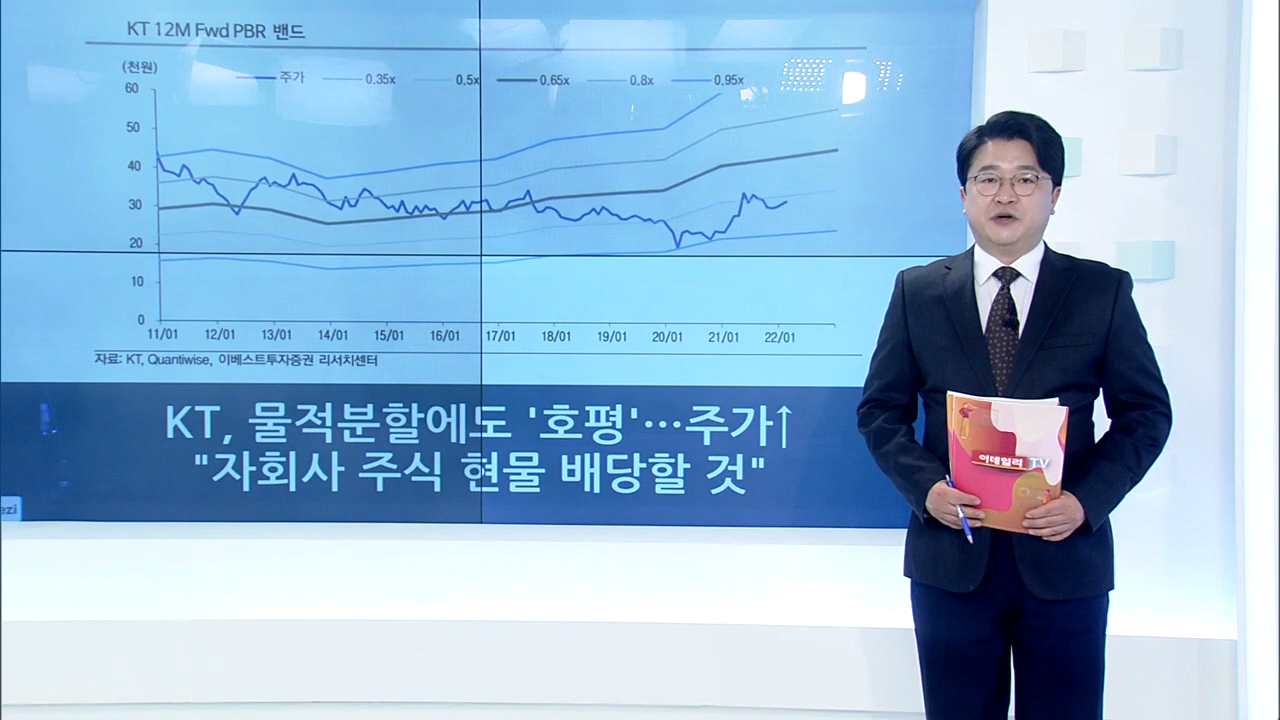 KT 12M Fwd PBR 밴드
(천원)
주가 0.35x 0.5x 0.65x 0.8x 0.95x
60
50
40
30
20
10
0
11/01 12/01 13/01 14/01 15/01 16/01 17/01 18/01 19/01 20/01 21/01 22/01
자료: KT, Quantiwise, 이베스트투자증권 리서치센터
KT, 물적분할에도 '호평'…주가↑
"자회사 주식 현물 배당할 것"
ezi
이데일리 TV